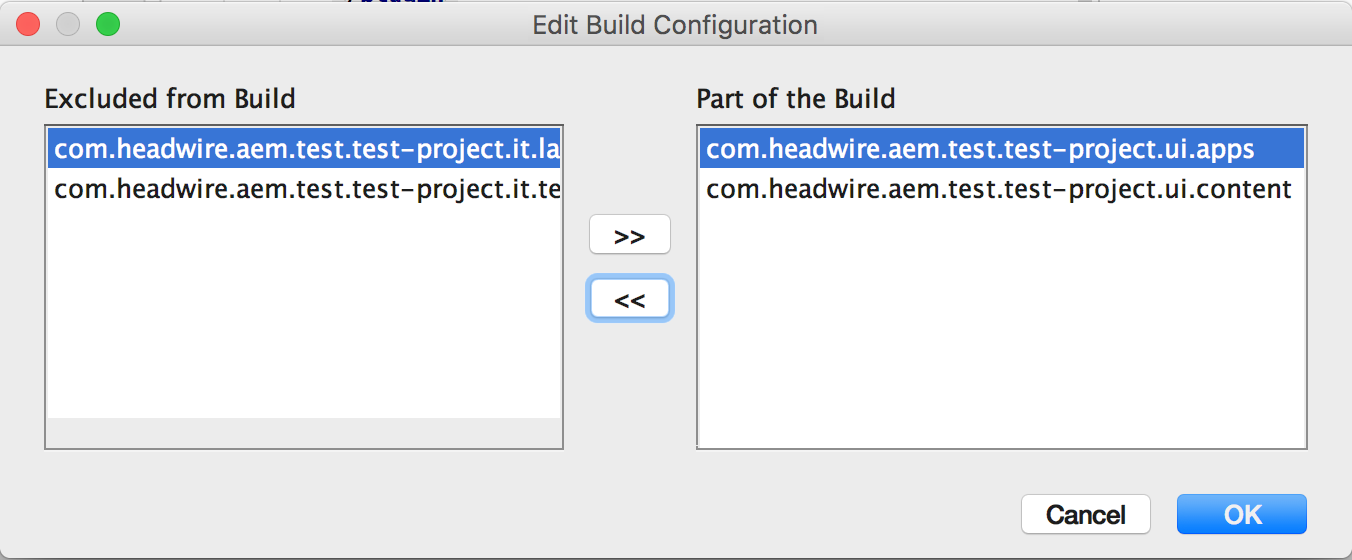 Edit Build Configuration
Excluded from Build
com.headwire.aem.test.test-project.it.la
com.headwire.aem.test.test-project.it.te
>>
<<
Part of the Build
com.headwire.aem.test.test-project.ui.apps
com.headwire.aem.test.test-project.ui.content
Cancel
OK